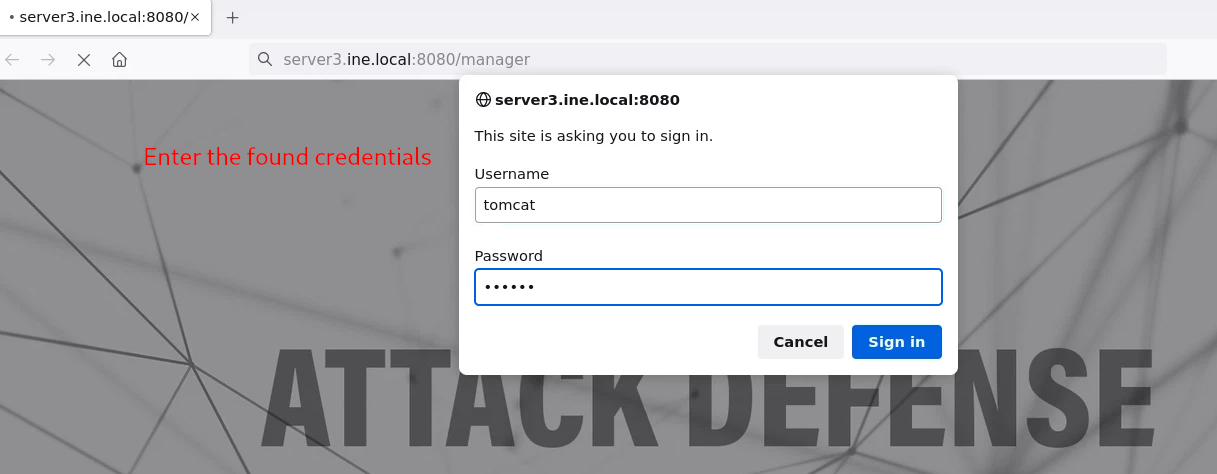 server3.ine.local:8080/
server3.ine.local:8080/manager
server3.ine.local:8080
This site is asking you to sign in.
Enter the found credentials
Username
tomcat
Password
••••••
Cancel Sign in
ATTACK DEFENSE